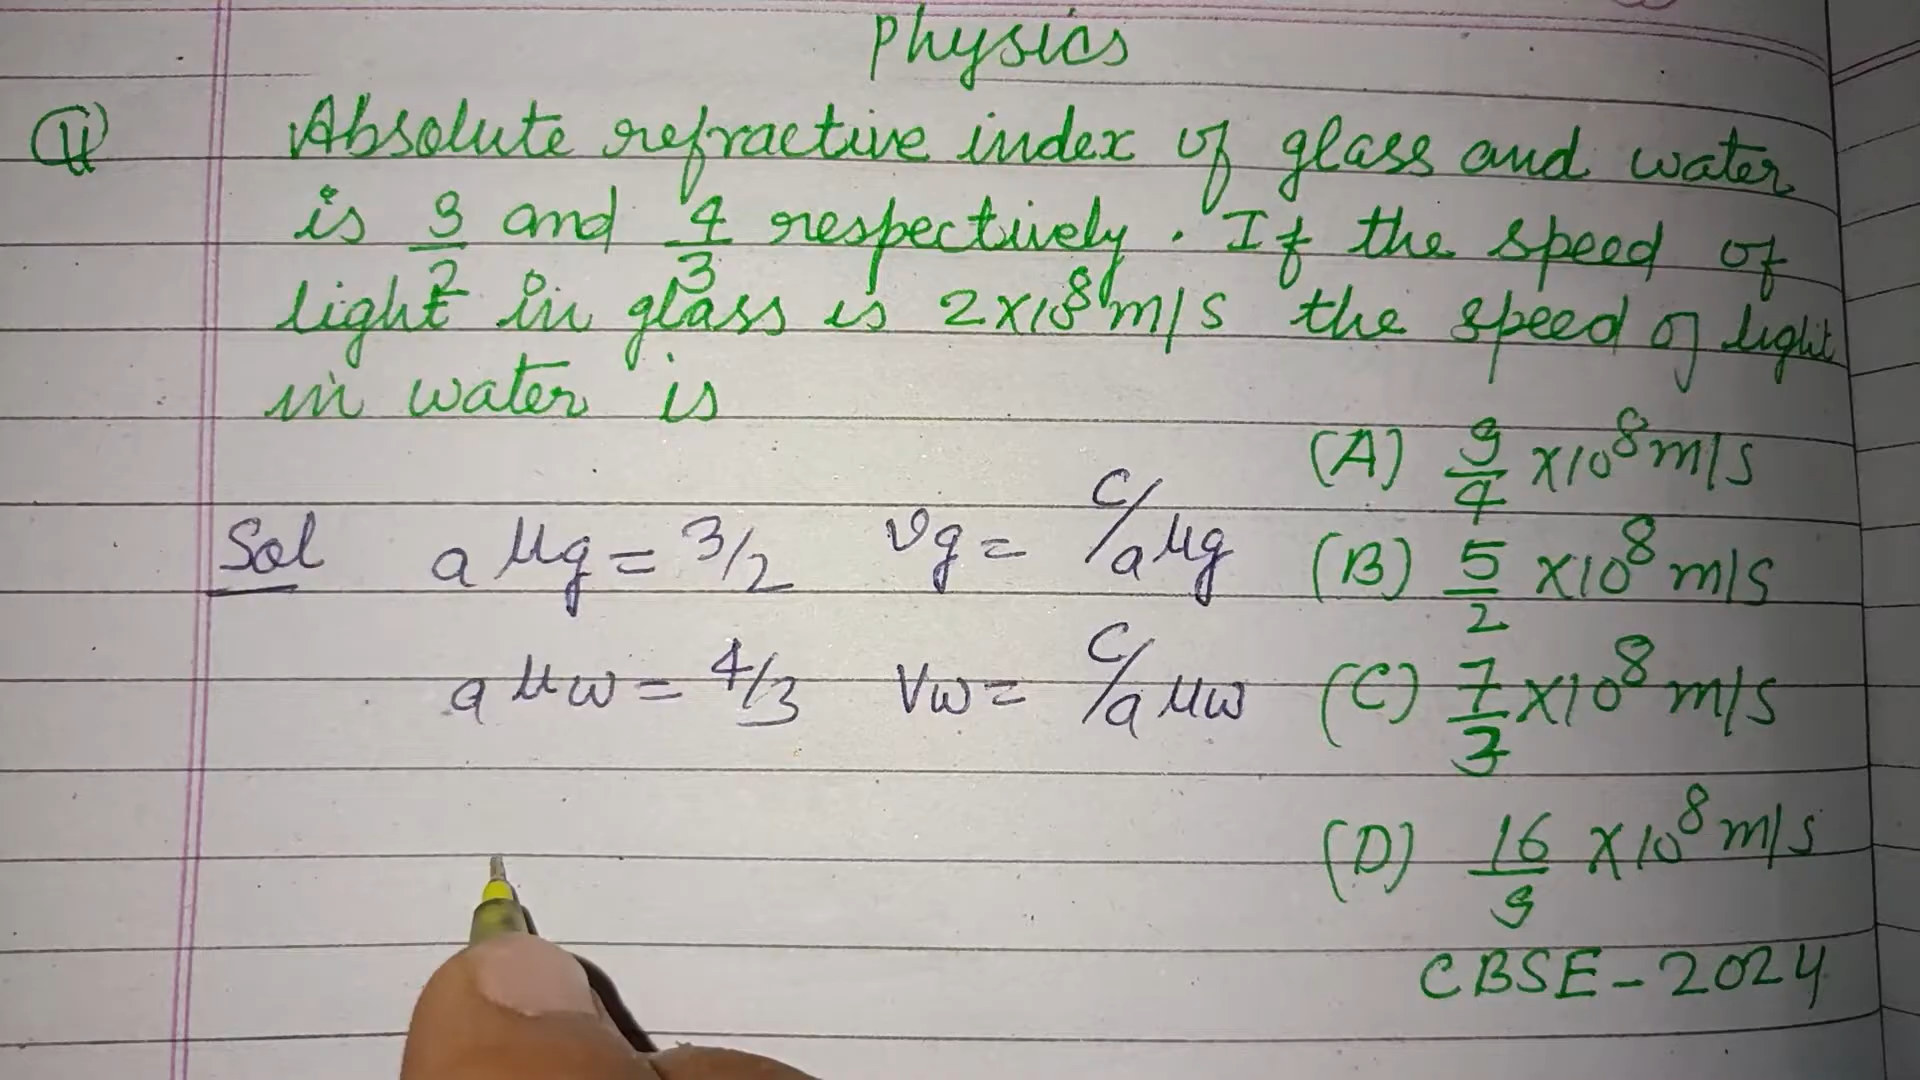 Physics
Q Absolute refractive index of glass and water
is 3/2 and 4/3 respectively. If the speed of
light in glass is 2×10⁸ m/s the speed of light
in water is
(A) 9/4 ×10⁸ m/s
Sol aμg = 3/2 vg = c/aμg (B) 5/2 ×10⁸ m/s
aμw = 4/3 vw = c/aμw (C) 7/3 ×10⁸ m/s
(D) 16/9 ×10⁸ m/s
CBSE-2024